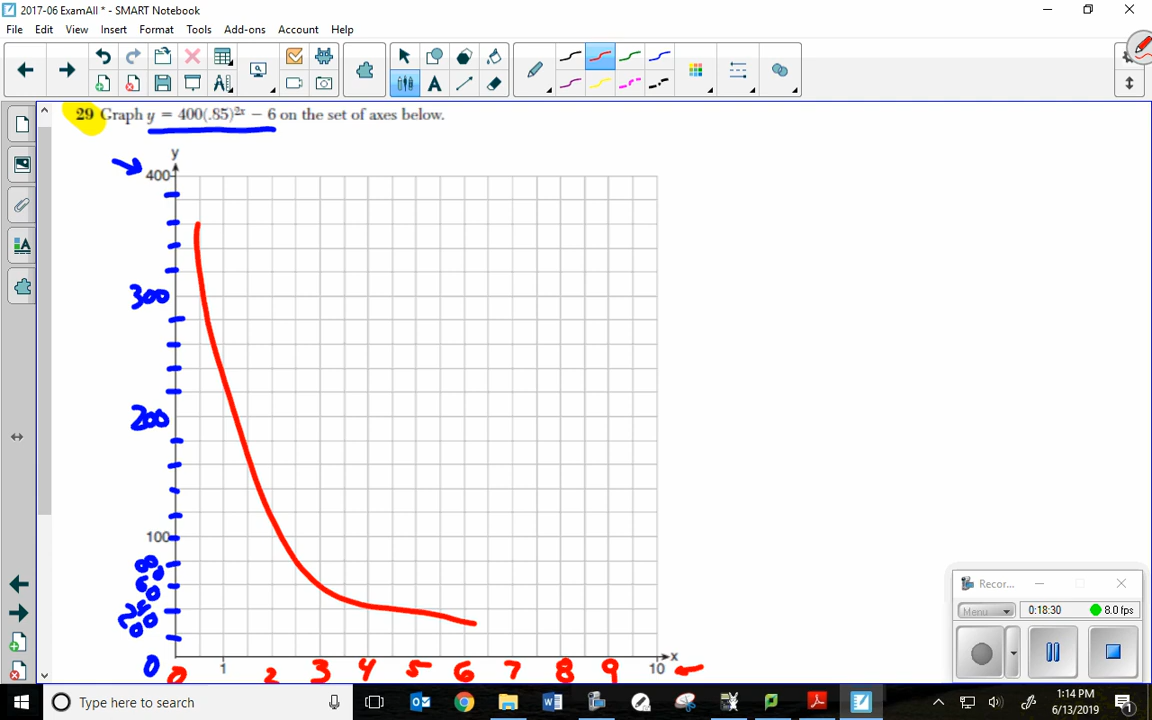 2017-06 ExamAll * - SMART Notebook
File Edit View Insert Format Tools Add-ons Account Help
A
29 Graph y = 400(.85)²ˣ − 6 on the set of axes below.
y
400
300
200
100
80
60
40
20
0
0 1 2 3 4 5 6 7 8 9 10 x
Recor...
Menu 0:18:30 8.0 fps
Type here to search
1:14 PM
6/13/2019
1